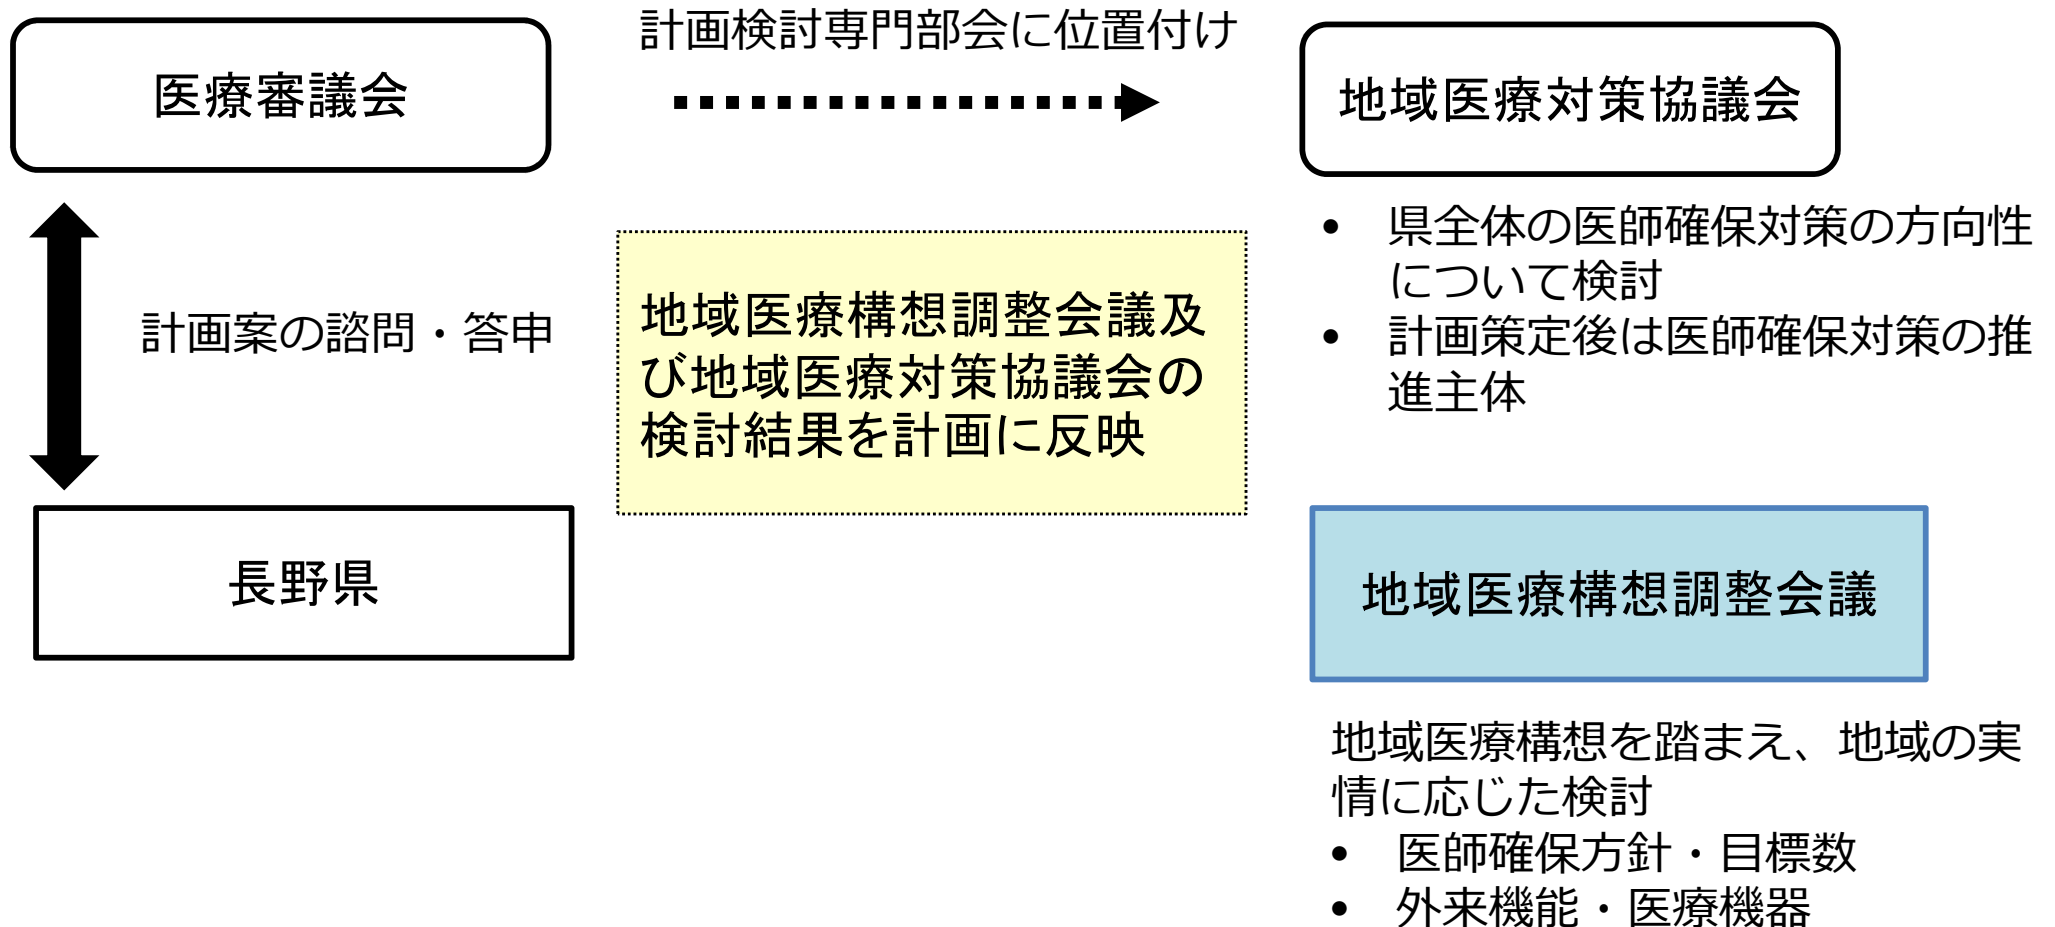 計画検討専門部会に位置付け
医療審議会
地域医療対策協議会
• 県全体の医師確保対策の方向性
について検討
• 計画策定後は医師確保対策の推
進主体
計画案の諮問・答申
地域医療構想調整会議及
び地域医療対策協議会の
検討結果を計画に反映
長野県
地域医療構想調整会議
地域医療構想を踏まえ、地域の実
情に応じた検討
• 医師確保方針・目標数
• 外来機能・医療機器